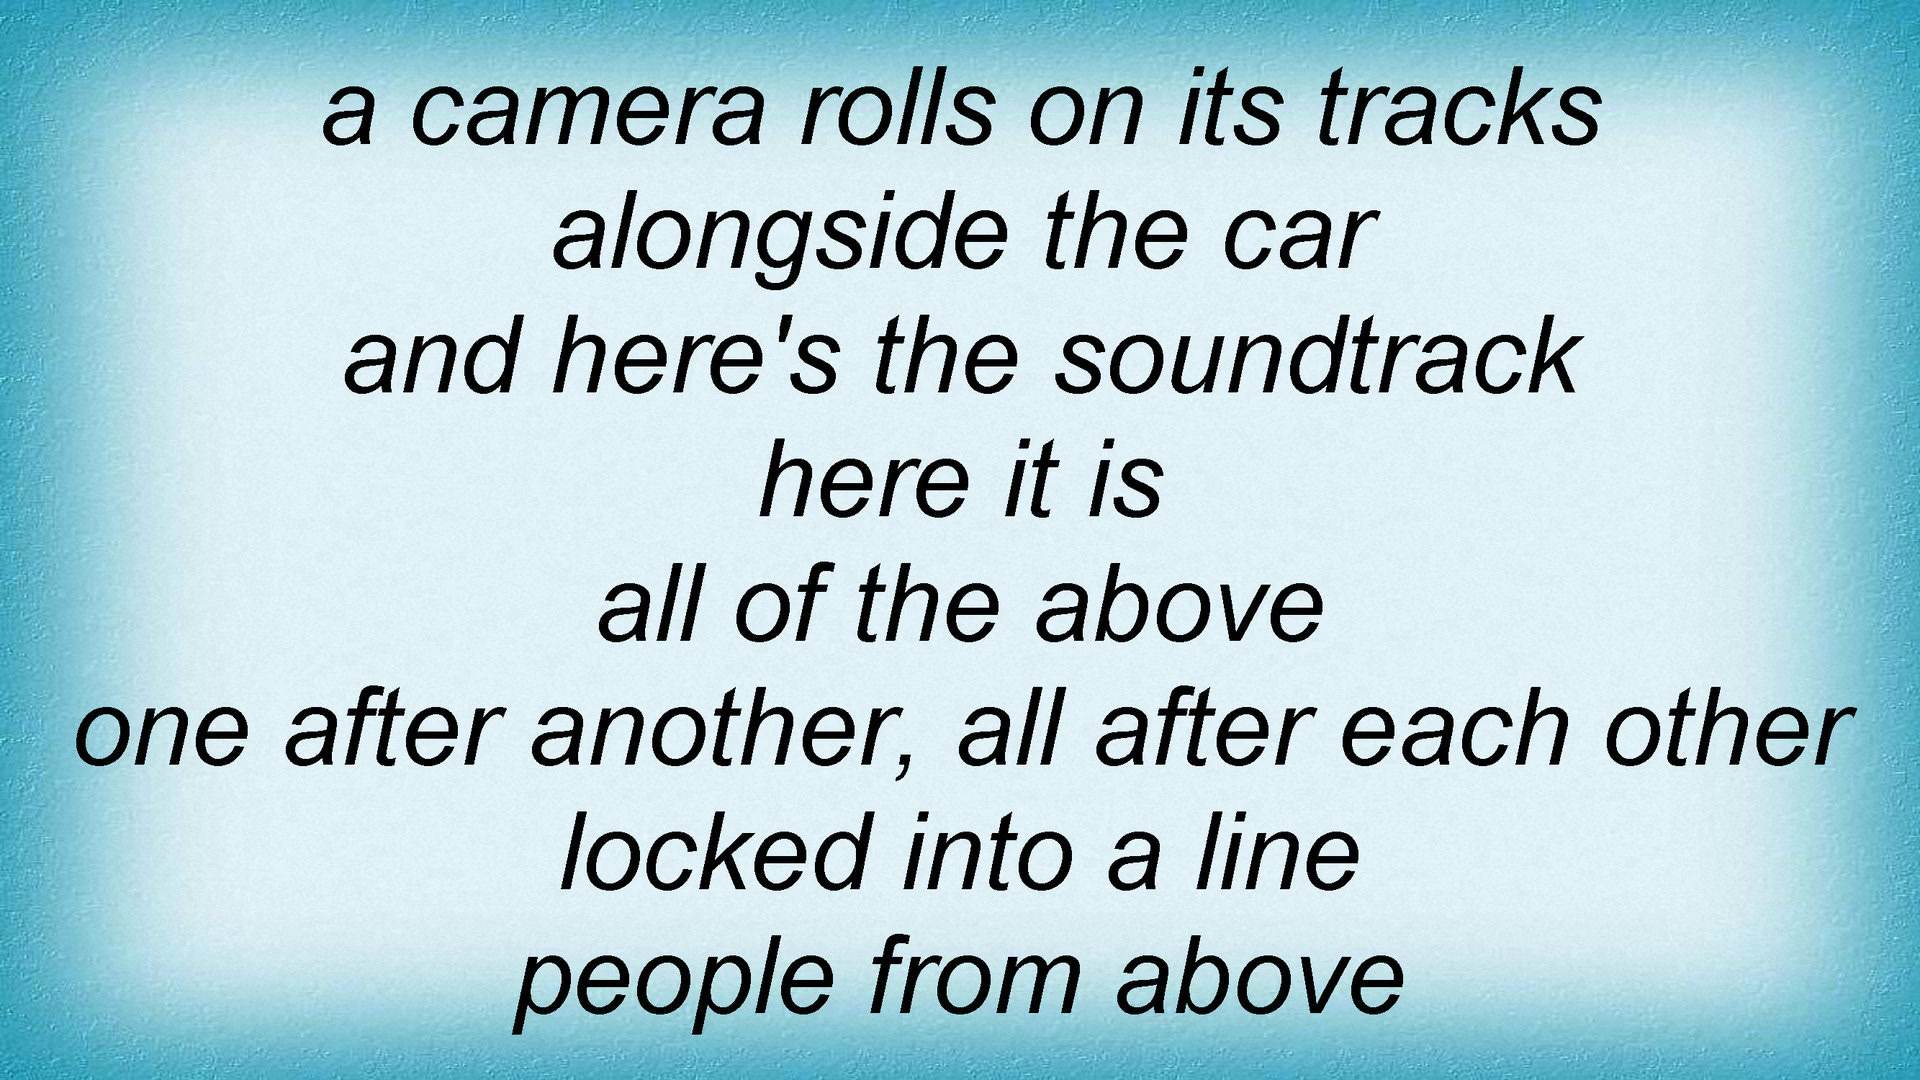 a camera rolls on its tracks
alongside the car
and here's the soundtrack
here it is
all of the above
one after another, all after each other
locked into a line
people from above